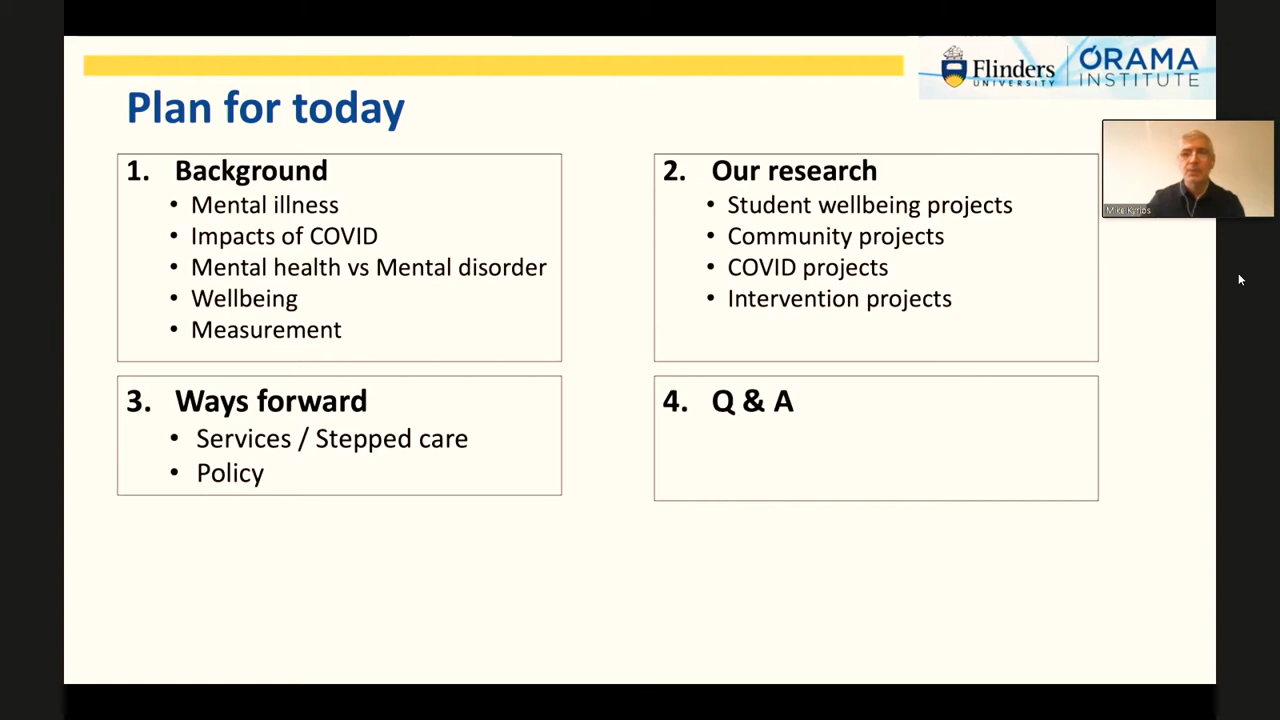 Flinders
UNIVERSITY
ÓRAMA
INSTITUTE
Plan for today
1. Background
• Mental illness
• Impacts of COVID
• Mental health vs Mental disorder
• Wellbeing
• Measurement
2. Our research
• Student wellbeing projects
• Community projects
• COVID projects
• Intervention projects
Mike Kyrios
3. Ways forward
• Services / Stepped care
• Policy
4. Q & A